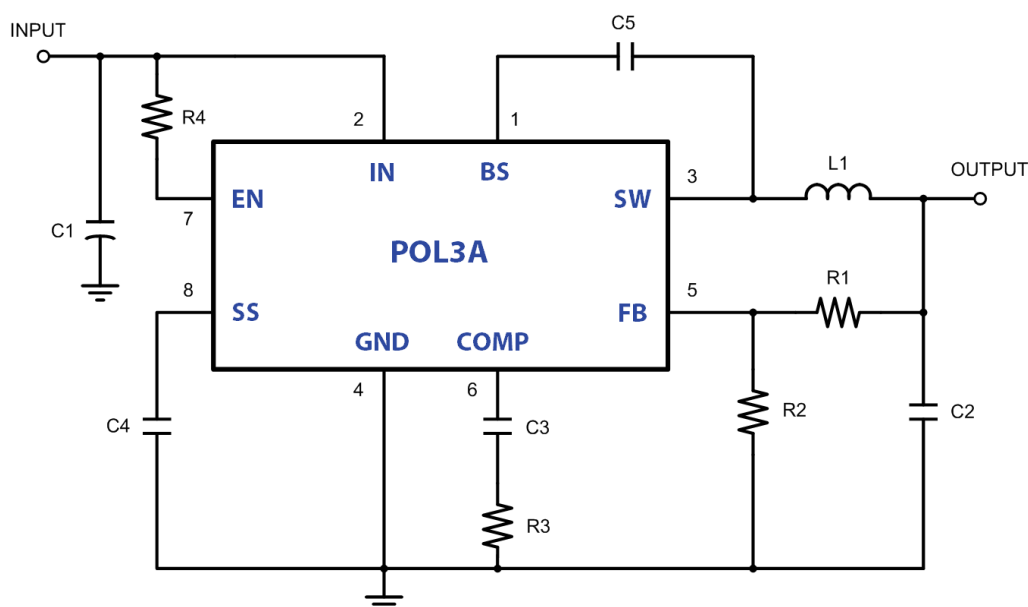 C5
INPUT
R4
2
1
IN
BS
L1
OUTPUT
3
EN
SW
7
C1
POL3A
R1
8
5
SS
FB
GND
COMP
4
6
R2
C2
C4
C3
R3